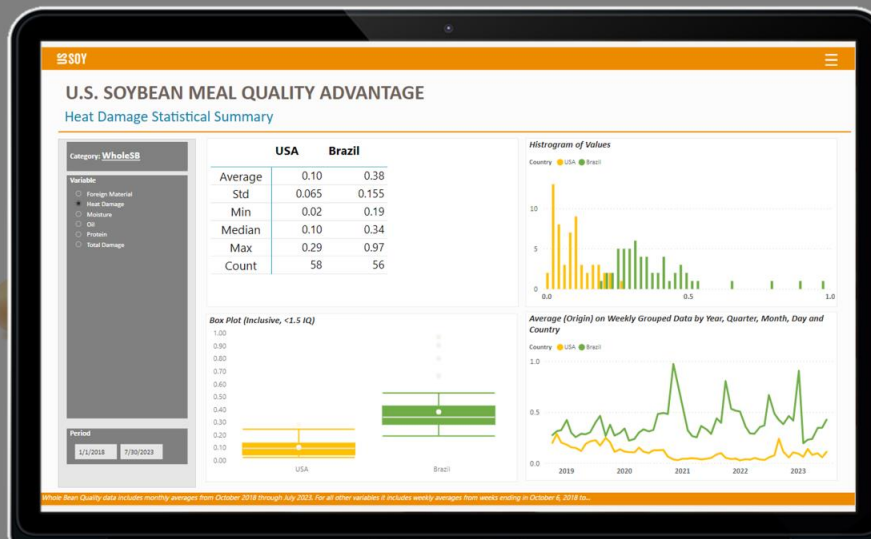 USSOY
U.S. SOYBEAN MEAL QUALITY ADVANTAGE
Heat Damage Statistical Summary
Category: WholeSB
Variable
Foreign Material
Heat Damage
Moisture
Oil
Protein
Total Damage
Period
1/1/2018 7/30/2023
USA Brazil
Average 0.10 0.38
Std 0.065 0.155
Min 0.02 0.19
Median 0.10 0.34
Max 0.29 0.97
Count 58 56
Histrogram of Values
Country USA Brazil
10
5
0
0.0 0.5 1.0
Box Plot (Inclusive, <1.5 IQ)
1.00
0.90
0.80
0.70
0.60
0.50
0.40
0.30
0.20
0.10
0.00
USA Brazil
Average (Origin) on Weekly Grouped Data by Year, Quarter, Month, Day and
Country
Country USA Brazil
1.0
0.5
0.0
2019 2020 2021 2022 2023
Whole Bean Quality data includes monthly averages from October 2018 through July 2023. For all other variables it includes weekly averages from weeks ending in October 6, 2018 to...